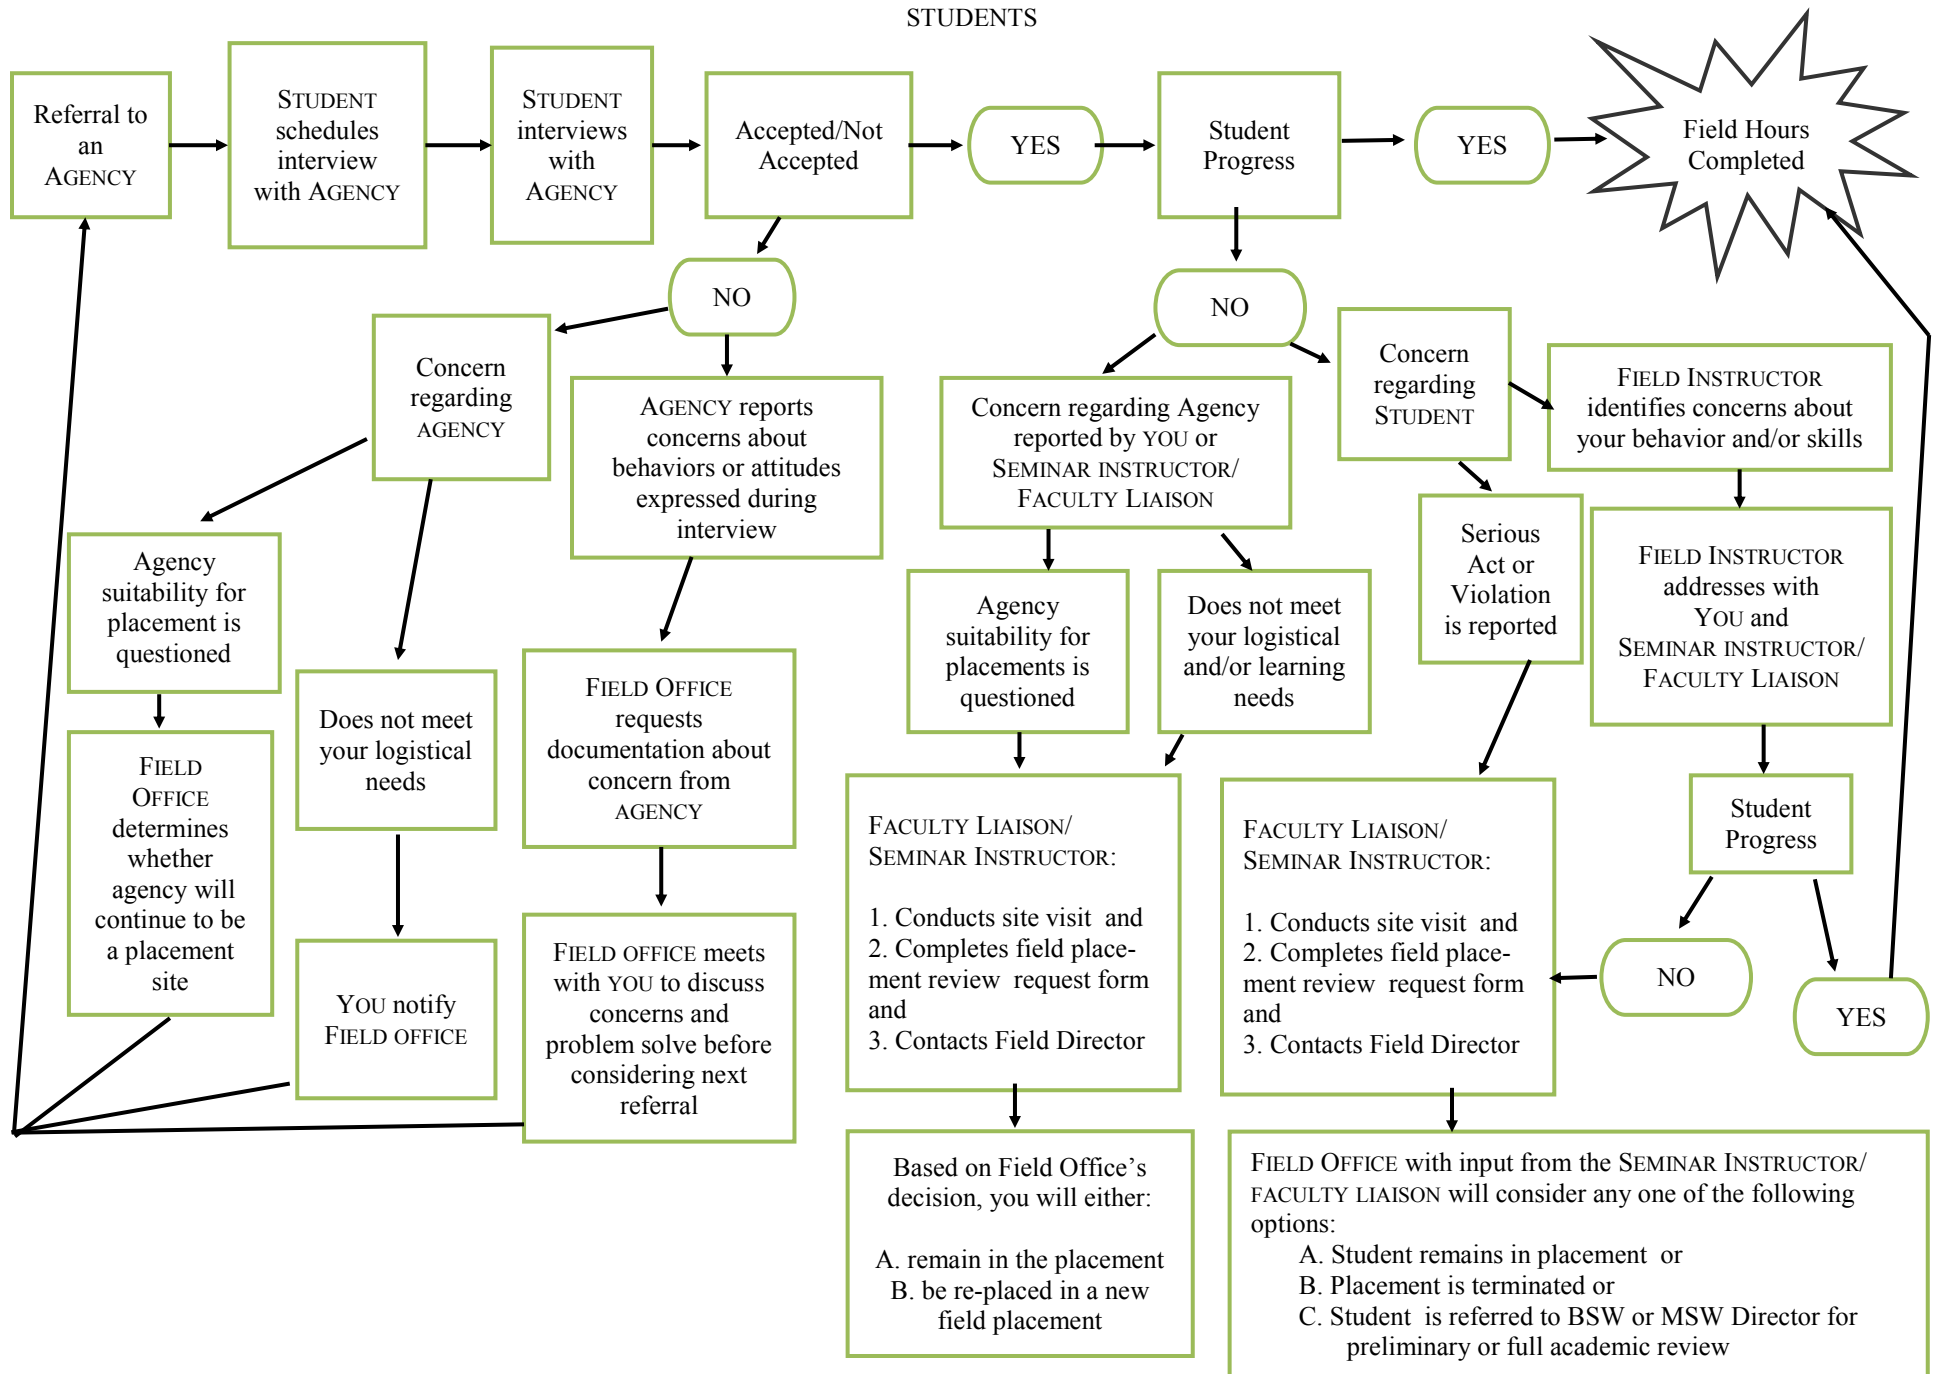 STUDENTS
Referral to
an
AGENCY
STUDENT
schedules
interview
with AGENCY
STUDENT
interviews
with
AGENCY
Accepted/Not
Accepted
YES
Student
Progress
YES
Field Hours
Completed
NO
NO
Concern
regarding
AGENCY
AGENCY reports
concerns about
behaviors or attitudes
expressed during
interview
Concern regarding Agency
reported by YOU or
SEMINAR INSTRUCTOR/
FACULTY LIAISON
Concern
regarding
STUDENT
FIELD INSTRUCTOR
identifies concerns about
your behavior and/or skills
Agency
suitability for
placement is
questioned
Does not meet
your logistical
needs
FIELD OFFICE
requests
documentation about
concern from
AGENCY
Agency
suitability for
placements is
questioned
Does not meet
your logistical
and/or learning
needs
Serious
Act or
Violation
is reported
FIELD INSTRUCTOR
addresses with
YOU and
SEMINAR INSTRUCTOR/
FACULTY LIAISON
FIELD
OFFICE
determines
whether
agency will
continue to be
a placement
site
YOU notify
FIELD OFFICE
FIELD OFFICE meets
with YOU to discuss
concerns and
problem solve before
considering next
referral
FACULTY LIAISON/
SEMINAR INSTRUCTOR:
1. Conducts site visit and
2. Completes field place-
ment review request form
and
3. Contacts Field Director
FACULTY LIAISON/
SEMINAR INSTRUCTOR:
1. Conducts site visit and
2. Completes field place-
ment review request form
and
3. Contacts Field Director
Student
Progress
NO
YES
Based on Field Office's
decision, you will either:
A. remain in the placement
B. be re-placed in a new
field placement
FIELD OFFICE with input from the SEMINAR INSTRUCTOR/
FACULTY LIAISON will consider any one of the following
options:
A. Student remains in placement or
B. Placement is terminated or
C. Student is referred to BSW or MSW Director for
preliminary or full academic review